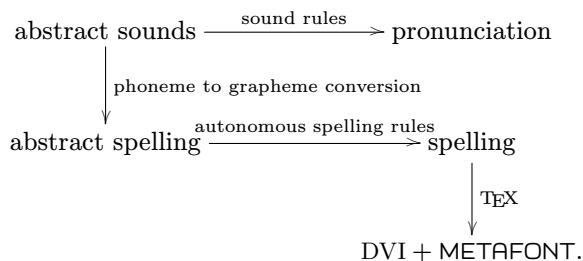 abstract sounds sound rules pronunciation
phoneme to grapheme conversion
abstract spelling autonomous spelling rules spelling
TEX
DVI + METAFONT.